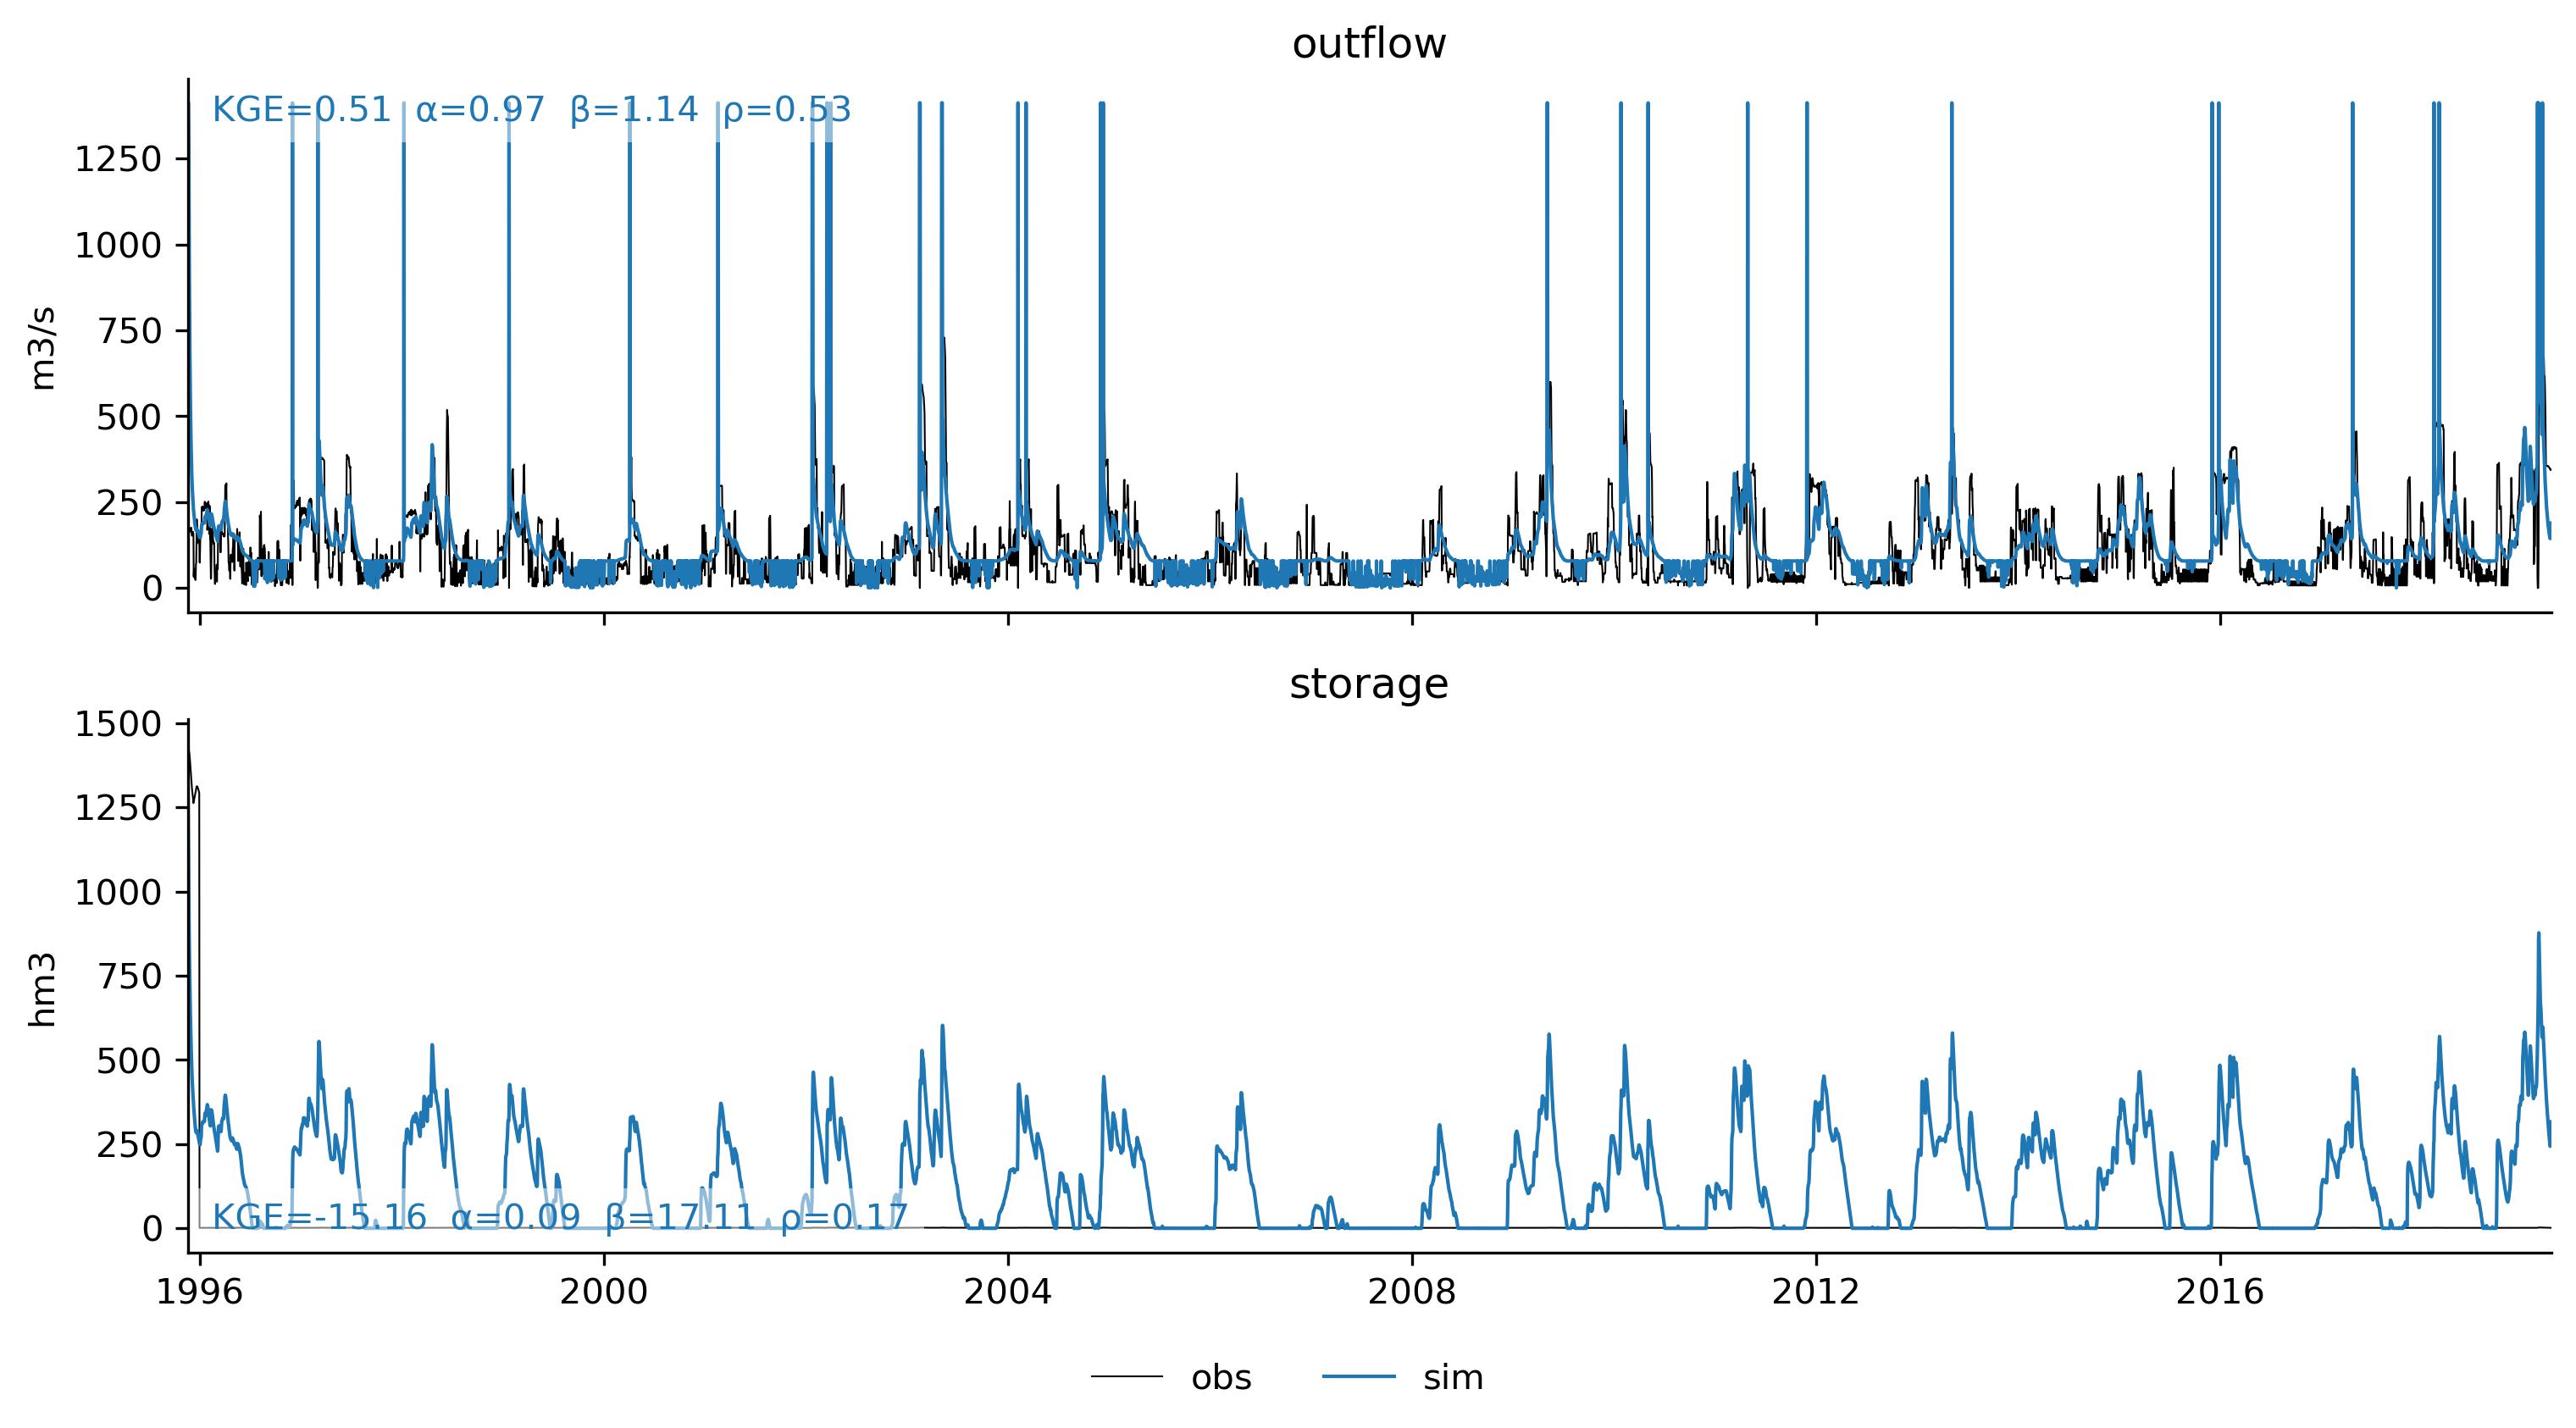 outflow
KGE=0.51 α=0.97 β=1.14 ρ=0.53
1250
1000
750
500
250
0
m3/s
storage
1500
1250
1000
750
500
250
0
hm3
KGE=-15.16 α=0.09 β=17.11 ρ=0.17
1996 2000 2004 2008 2012 2016
obs sim